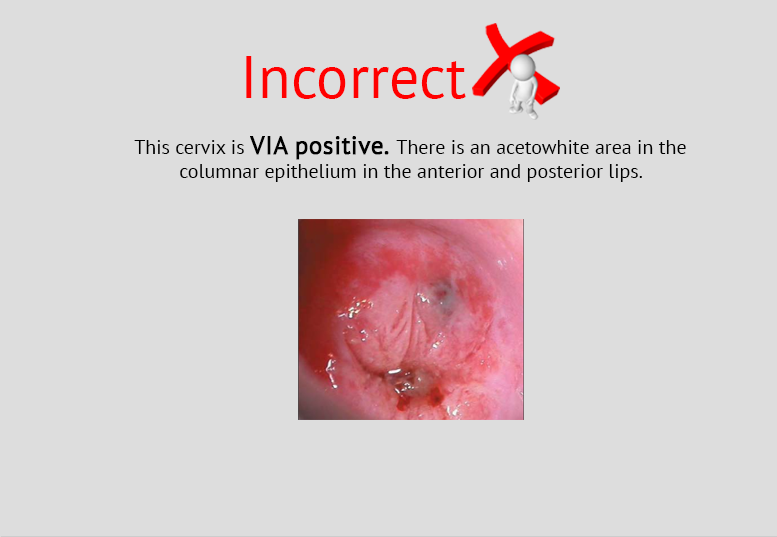 Incorrect
This cervix is VIA positive. There is an acetowhite area in the
columnar epithelium in the anterior and posterior lips.